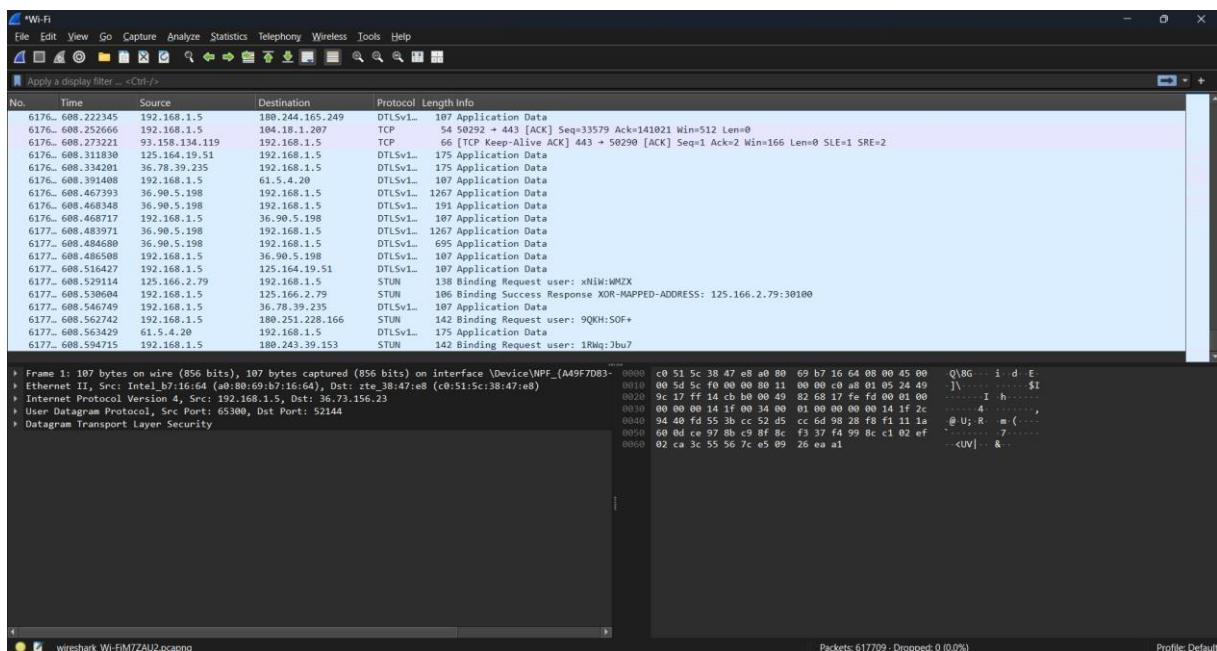 *Wi-Fi
File Edit View Go Capture Analyze Statistics Telephony Wireless Tools Help
Apply a display filter ... <Ctrl-/>
No. Time Source Destination Protocol Length Info
6176… 608.222345 192.168.1.5 180.244.165.249 DTLSv1… 107 Application Data
6176… 608.252666 192.168.1.5 104.18.1.207 TCP 54 50292 → 443 [ACK] Seq=33579 Ack=141021 Win=512 Len=0
6176… 608.273221 93.158.134.119 192.168.1.5 TCP 66 [TCP Keep-Alive ACK] 443 → 50290 [ACK] Seq=1 Ack=2 Win=166 Len=0 SLE=1 SRE=2
6176… 608.311830 125.164.19.51 192.168.1.5 DTLSv1… 175 Application Data
6176… 608.334201 36.78.39.235 192.168.1.5 DTLSv1… 175 Application Data
6176… 608.391408 192.168.1.5 61.5.4.20 DTLSv1… 107 Application Data
6176… 608.467393 36.90.5.198 192.168.1.5 DTLSv1… 1267 Application Data
6176… 608.468348 36.90.5.198 192.168.1.5 DTLSv1… 191 Application Data
6176… 608.468717 192.168.1.5 36.90.5.198 DTLSv1… 107 Application Data
6177… 608.483971 36.90.5.198 192.168.1.5 DTLSv1… 1267 Application Data
6177… 608.484680 36.90.5.198 192.168.1.5 DTLSv1… 695 Application Data
6177… 608.486508 192.168.1.5 36.90.5.198 DTLSv1… 107 Application Data
6177… 608.516427 192.168.1.5 125.164.19.51 DTLSv1… 107 Application Data
6177… 608.529114 125.166.2.79 192.168.1.5 STUN 138 Binding Request user: xNiW:WMZX
6177… 608.530604 192.168.1.5 125.166.2.79 STUN 106 Binding Success Response XOR-MAPPED-ADDRESS: 125.166.2.79:30100
6177… 608.546749 192.168.1.5 36.78.39.235 DTLSv1… 107 Application Data
6177… 608.562742 192.168.1.5 180.251.228.166 STUN 142 Binding Request user: 9QKH:SOF+
6177… 608.563429 61.5.4.20 192.168.1.5 DTLSv1… 175 Application Data
6177… 608.594715 192.168.1.5 180.243.39.153 STUN 142 Binding Request user: 1RWq:Jbu7
Frame 1: 107 bytes on wire (856 bits), 107 bytes captured (856 bits) on interface \Device\NPF_{A49F7D83-
Ethernet II, Src: Intel_b7:16:64 (a0:80:69:b7:16:64), Dst: zte_38:47:e8 (c0:51:5c:38:47:e8)
Internet Protocol Version 4, Src: 192.168.1.5, Dst: 36.73.156.23
User Datagram Protocol, Src Port: 65300, Dst Port: 52144
Datagram Transport Layer Security
0000 c0 51 5c 38 47 e8 a0 80 69 b7 16 64 08 00 45 00 ·Q\8G··· i··d··E·
0010 00 5d 5c f0 00 00 80 11 00 00 c0 a8 01 05 24 49 ·]\····· ······$I
0020 9c 17 ff 14 cb b0 00 49 82 68 17 fe fd 00 01 00 ·······I ·h······
0030 00 00 00 14 1f 00 34 00 01 00 00 00 00 14 1f 2c ······4· ·······,
0040 94 40 fd 55 3b cc 52 d5 cc 6d 98 28 f8 f1 11 1a ·@·U;·R· ·m·(····
0050 60 0d ce 97 8b c9 8f 8c f3 37 f4 99 8c c1 02 ef `······· ·7······
0060 02 ca 3c 55 56 7c e5 09 26 ea a1 ··<UV|·· &··
wireshark_Wi-FiM7ZAU2.pcapng Packets: 617709 · Dropped: 0 (0.0%) Profile: Default